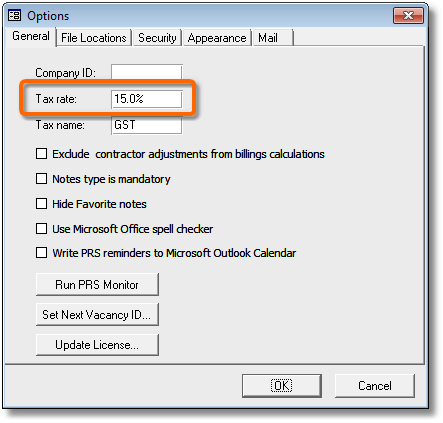 Options
General File Locations Security Appearance Mail
Company ID:
Tax rate: 15.0%
Tax name: GST
Exclude contractor adjustments from billings calculations
Notes type is mandatory
Hide Favorite notes
Use Microsoft Office spell checker
Write PRS reminders to Microsoft Outlook Calendar
Run PRS Monitor
Set Next Vacancy ID...
Update License...
OK Cancel